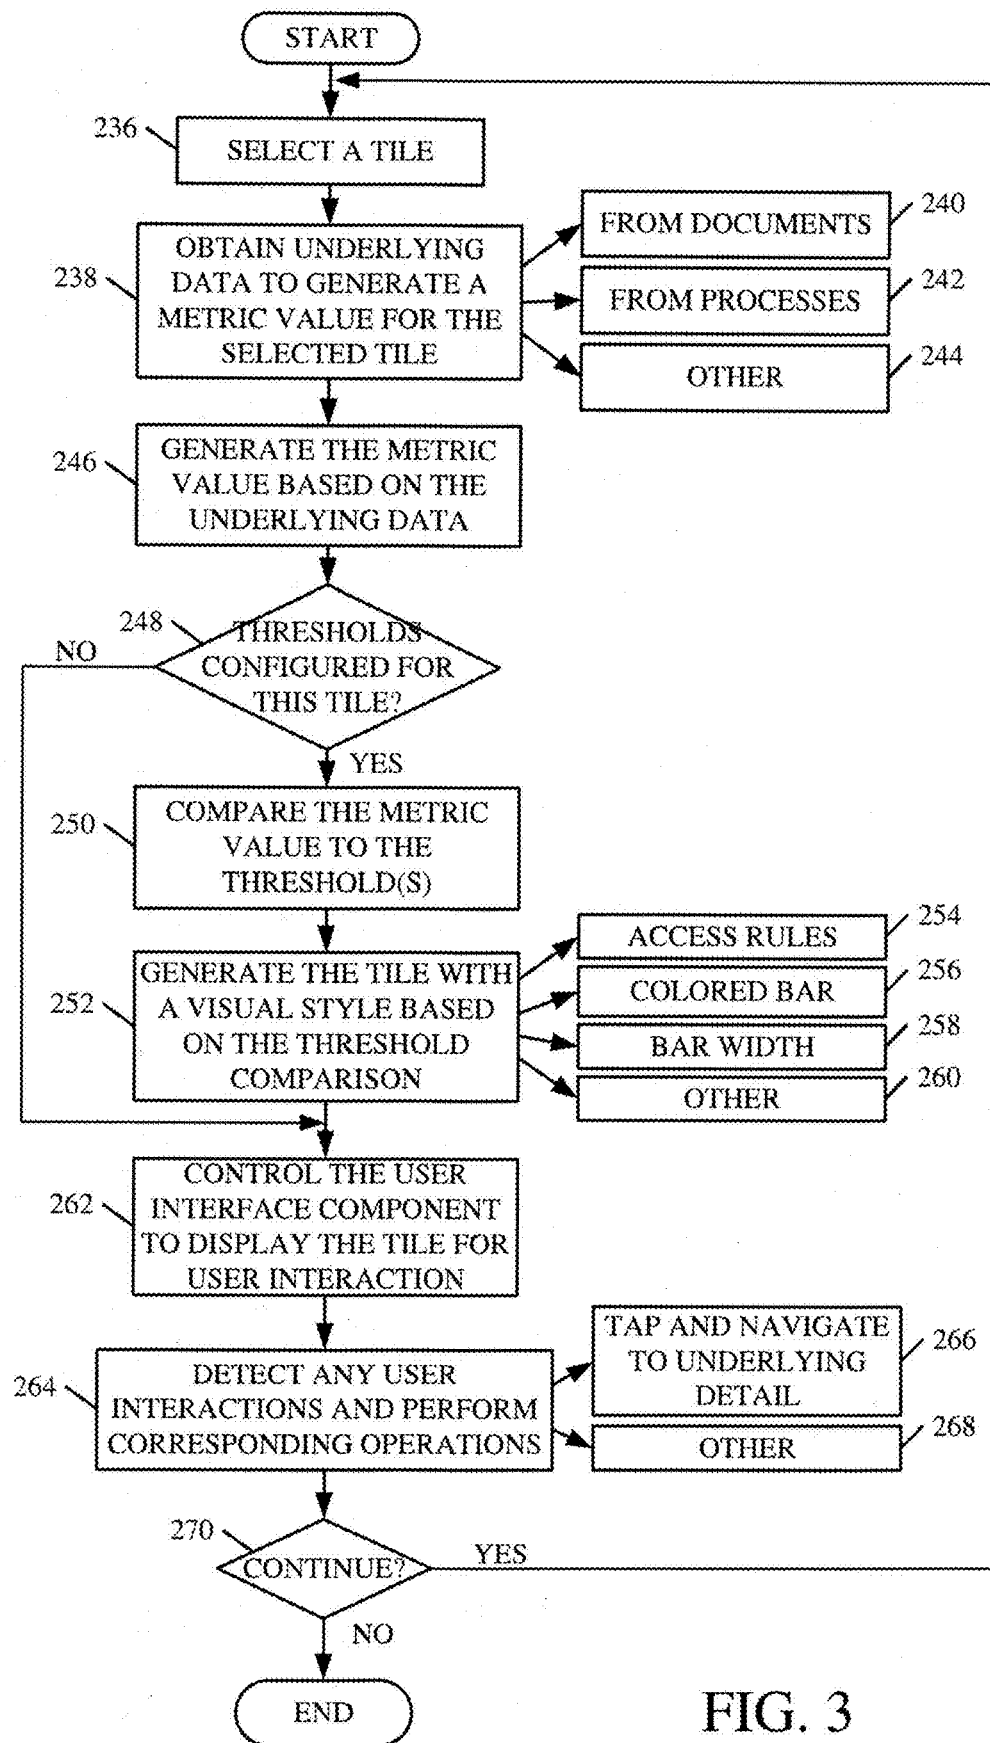 START
236
SELECT A TILE
238
OBTAIN UNDERLYING
DATA TO GENERATE A
METRIC VALUE FOR THE
SELECTED TILE
FROM DOCUMENTS
240
FROM PROCESSES
242
OTHER
244
246
GENERATE THE METRIC
VALUE BASED ON THE
UNDERLYING DATA
248
THRESHOLDS
CONFIGURED FOR
THIS TILE?
NO
YES
250
COMPARE THE METRIC
VALUE TO THE
THRESHOLD(S)
252
GENERATE THE TILE WITH
A VISUAL STYLE BASED
ON THE THRESHOLD
COMPARISON
ACCESS RULES
254
COLORED BAR
256
BAR WIDTH
258
OTHER
260
262
CONTROL THE USER
INTERFACE COMPONENT
TO DISPLAY THE TILE FOR
USER INTERACTION
264
DETECT ANY USER
INTERACTIONS AND PERFORM
CORRESPONDING OPERATIONS
TAP AND NAVIGATE
TO UNDERLYING
DETAIL
266
OTHER
268
270
CONTINUE?
YES
NO
END
FIG. 3